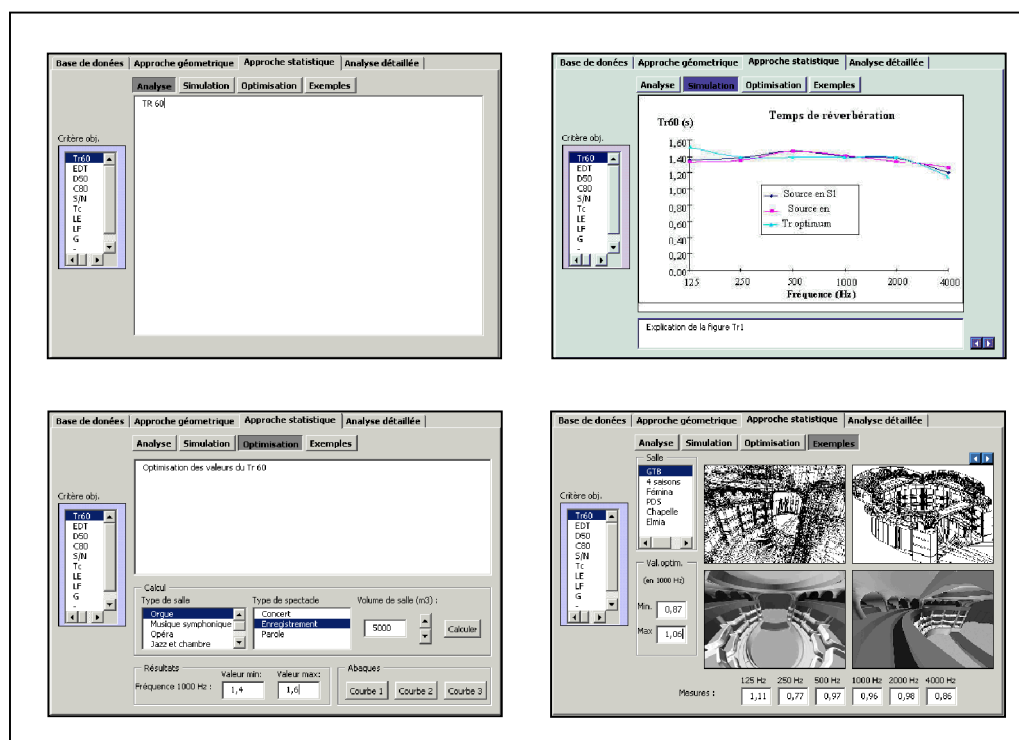 Base de données Approche géometrique Approche statistique Analyse détaillée
Analyse Simulation Optimisation Exemples
TR 60
Critère obj.
Tr60
EDT
D50
C80
S/N
Tc
LE
LF
G
-
Base de données Approche géometrique Approche statistique Analyse détaillée
Analyse Simulation Optimisation Exemples
Temps de réverbération
Tr60 (s)
1,60
1,40
1,20
1,00
0,80
0,60
0,40
0,20
0,00
125 250 500 1000 2000 4000
Fréquence (Hz)
Source en S1
Source en
Tr optimum
Critère obj.
Tr60
EDT
D50
C80
S/N
Tc
LE
LF
G
-
Explication de la figure Tr1
Base de données Approche géometrique Approche statistique Analyse détaillée
Analyse Simulation Optimisation Exemples
Optimisation des valeurs du Tr 60
Critère obj.
Tr60
EDT
D50
C80
S/N
Tc
LE
LF
G
-
Calcul
Type de salle Type de spectacle Volume de salle (m3) :
Orgue
Musique symphonique
Opéra
Jazz et chambre
Concert
Enregistrement
Parole
5000
Calculer
Résultats
Valeur min: Valeur max:
Fréquence 1000 Hz : 1,4 1,6
Abaques
Courbe 1 Courbe 2 Courbe 3
Base de données Approche géometrique Approche statistique Analyse détaillée
Analyse Simulation Optimisation Exemples
Salle
GTB
4 saisons
Fémina
PDS
Chapelle
Elmia
Critère obj.
Tr60
EDT
D50
C80
S/N
Tc
LE
LF
G
-
Val. optim.
(en 1000 Hz)
Min. 0,87
Max 1,06
125 Hz 250 Hz 500 Hz 1000 Hz 2000 Hz 4000 Hz
Mesures : 1,11 0,77 0,97 0,96 0,98 0,86